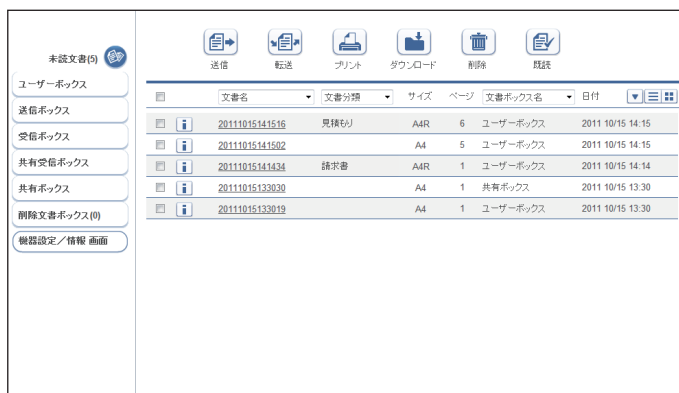 未読文書(5)
ユーザーボックス
送信ボックス
受信ボックス
共有受信ボックス
共有ボックス
削除文書ボックス(0)
機器設定／情報 画面
送信 転送 プリント ダウンロード 削除 既読
文書名 文書分類 サイズ ページ 文書ボックス名 日付
20111015141516 見積もり A4R 6 ユーザーボックス 2011 10/15 14:15
20111015141502 A4 5 ユーザーボックス 2011 10/15 14:15
20111015141434 請求書 A4R 1 ユーザーボックス 2011 10/15 14:14
20111015133030 A4 1 共有ボックス 2011 10/15 13:30
20111015133019 A4 1 ユーザーボックス 2011 10/15 13:30